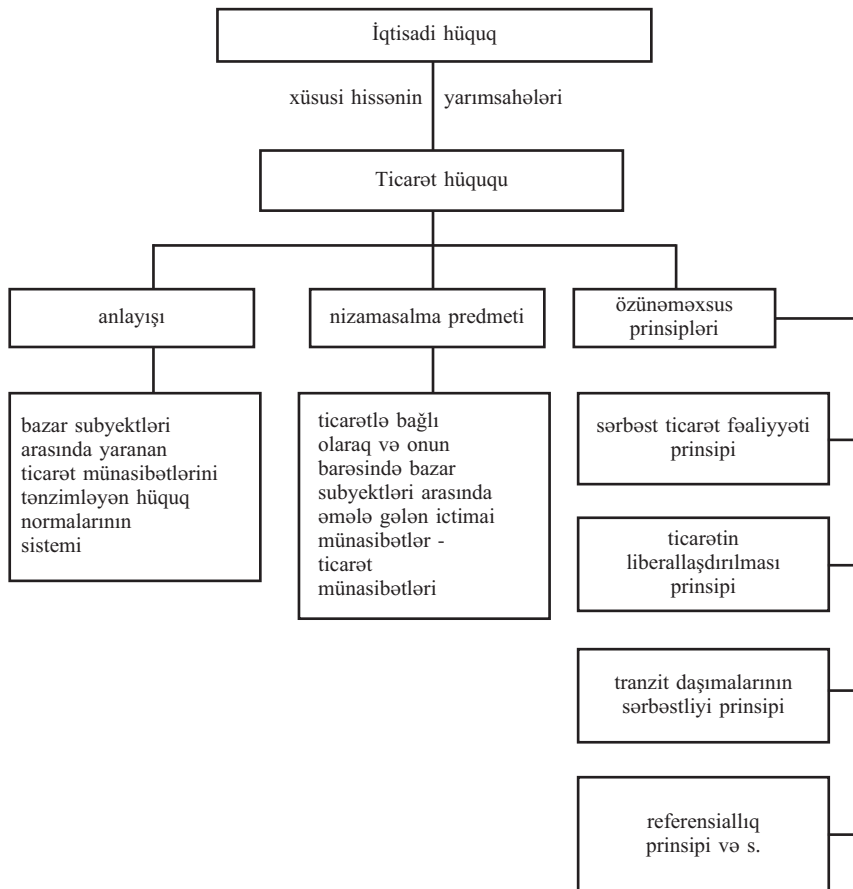 İqtisadi hüquq
xüsusi hissənin yarımsahələri
Ticarət hüququ
anlayışı
nizamasalma predmeti
özünəməxsus
prinsipləri
bazar subyektləri
arasında yaranan
ticarət münasibətlərini
tənzimləyən hüquq
normalarının
sistemi
ticarətlə bağlı
olaraq və onun
barəsində bazar
subyektləri arasında
əmələ gələn ictimai
münasibətlər -
ticarət
münasibətləri
sərbəst ticarət fəaliyyəti
prinsipi
ticarətin
liberallaşdırılması
prinsipi
tranzit daşımalarının
sərbəstliyi prinsipi
referensiallıq
prinsipi və s.